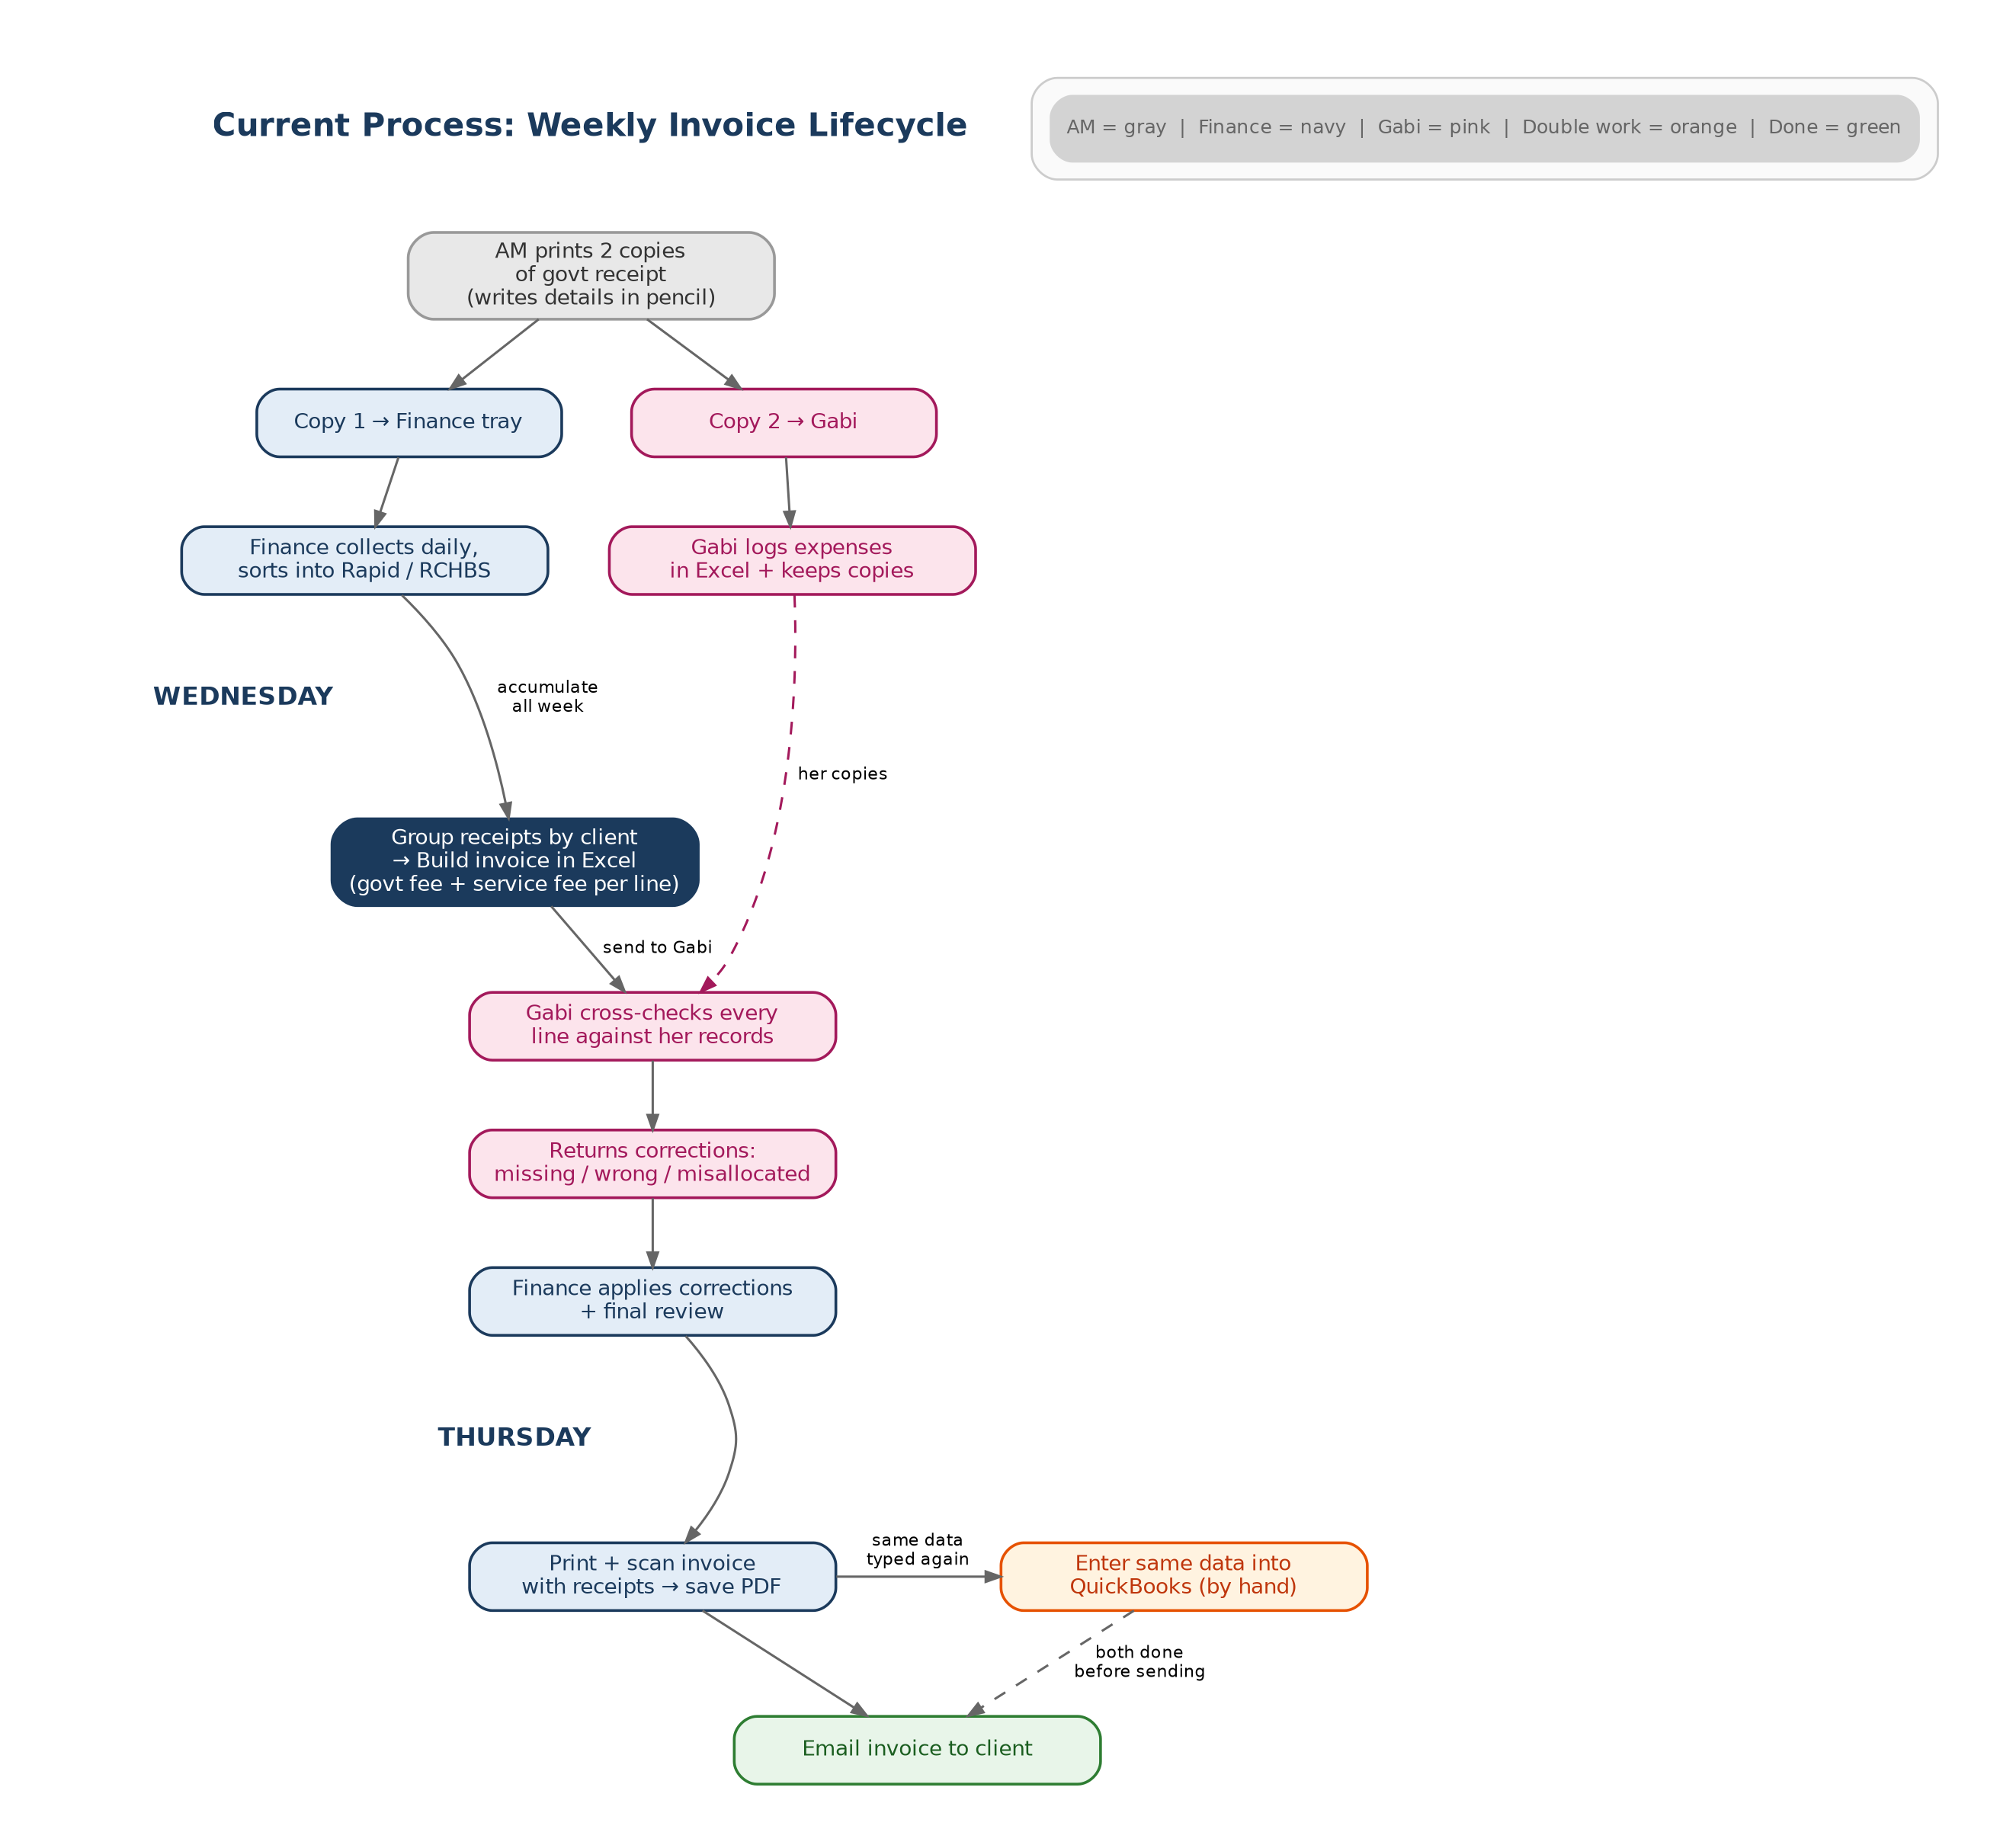 Current Process: Weekly Invoice Lifecycle
AM = gray | Finance = navy | Gabi = pink | Double work = orange | Done = green
AM prints 2 copies
of govt receipt
(writes details in pencil)
Copy 1 → Finance tray
Copy 2 → Gabi
Finance collects daily,
sorts into Rapid / RCHBS
Gabi logs expenses
in Excel + keeps copies
WEDNESDAY
accumulate
all week
her copies
Group receipts by client
→ Build invoice in Excel
(govt fee + service fee per line)
send to Gabi
Gabi cross-checks every
line against her records
Returns corrections:
missing / wrong / misallocated
Finance applies corrections
+ final review
THURSDAY
Print + scan invoice
with receipts → save PDF
same data
typed again
Enter same data into
QuickBooks (by hand)
both done
before sending
Email invoice to client